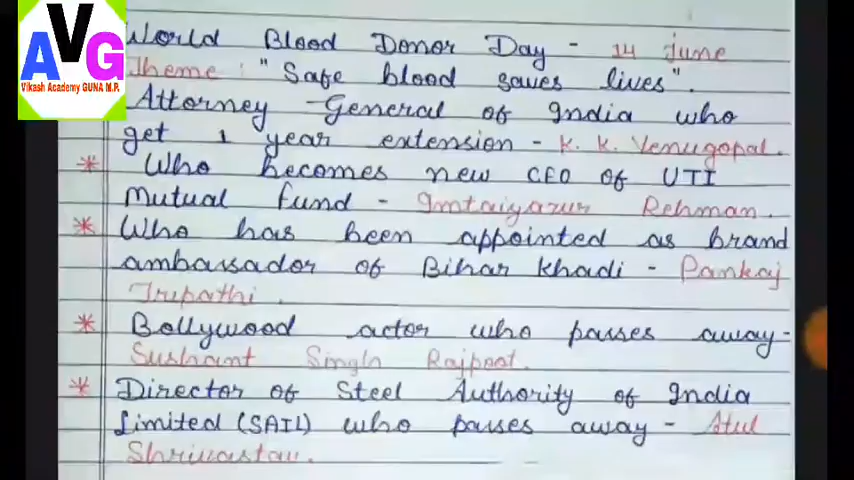 AVG
Vikash Academy GUNA M.P.
World Blood Donor Day - 14 June
Theme : "Safe blood saves lives".
Attorney - General of India who
get 1 year extension - K. K. Venugopal.
* Who becomes new CEO of UTI
Mutual Fund - Imtaiyazur Rehman.
* Who has been appointed as brand
ambassador of Bihar Khadi - Pankaj
Tripathi.
* Bollywood actor who passes away-
Sushant Singh Rajpoot.
* Director of Steel Authority of India
Limited (SAIL) who passes away - Atul
Shrivastav.